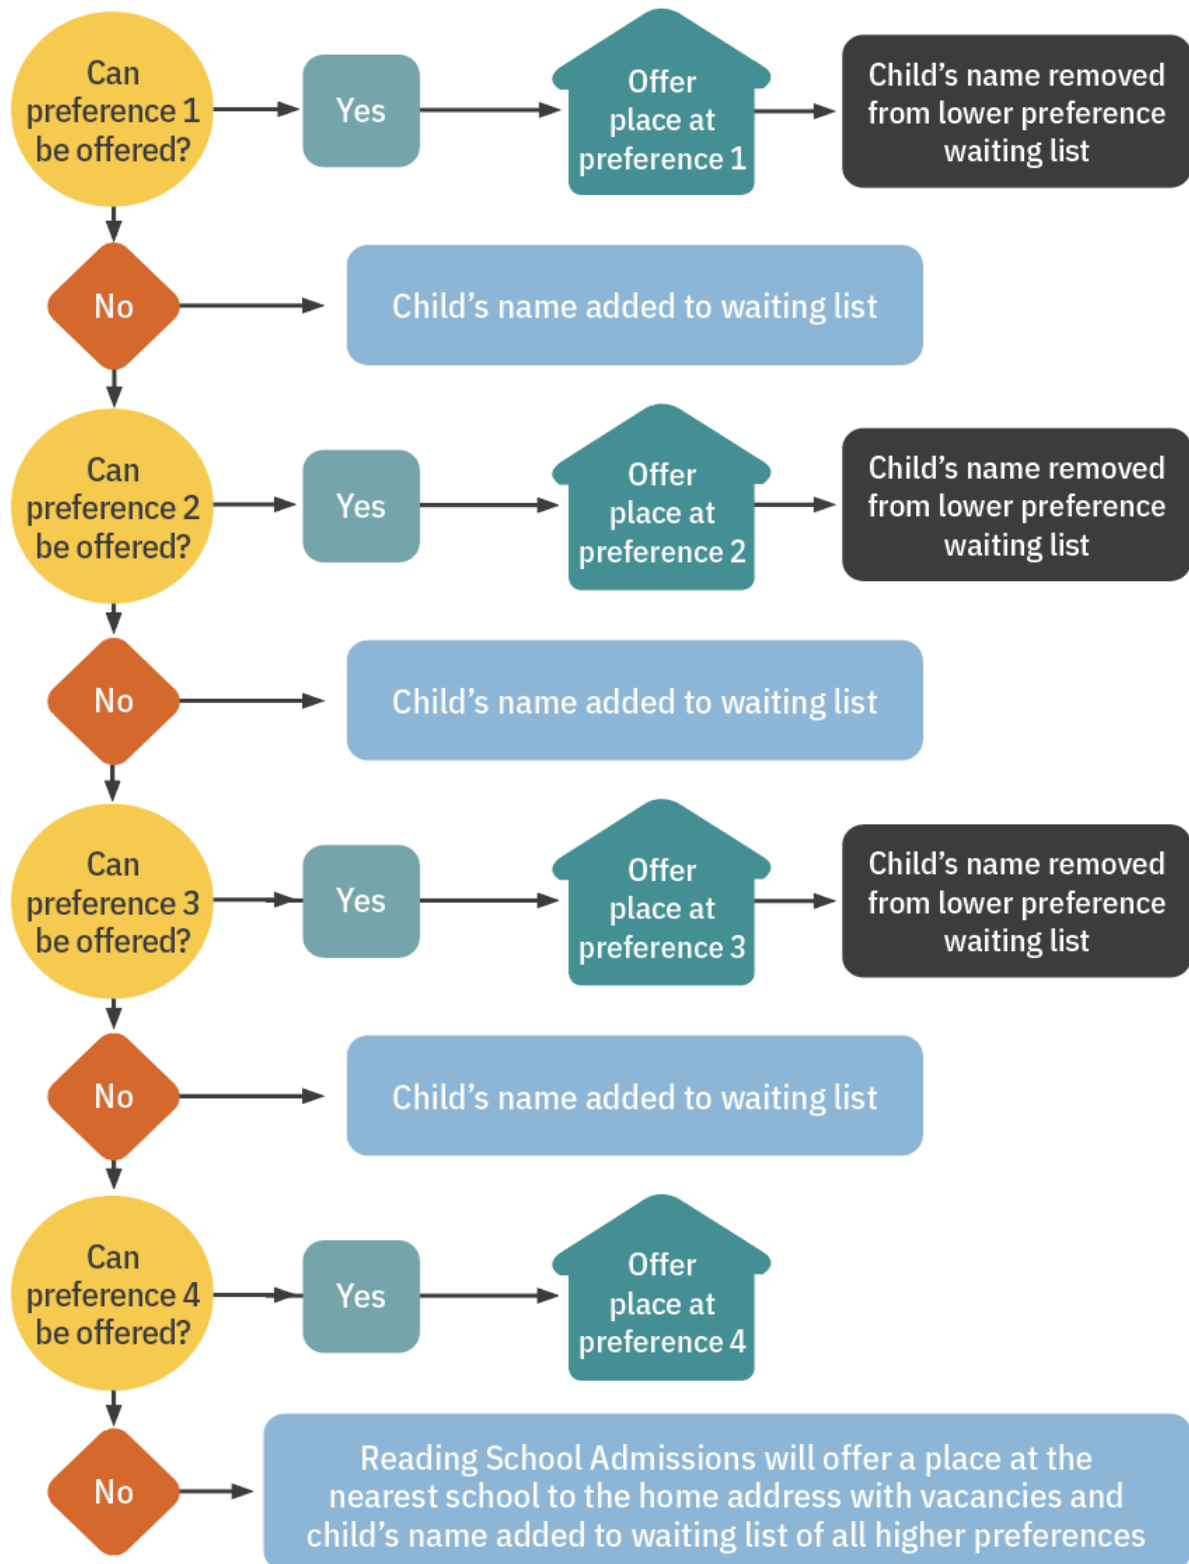 Can
preference 1
be offered?
Yes
Offer
place at
preference 1
Child’s name removed
from lower preference
waiting list
No
Child’s name added to waiting list
Can
preference 2
be offered?
Yes
Offer
place at
preference 2
Child’s name removed
from lower preference
waiting list
No
Child’s name added to waiting list
Can
preference 3
be offered?
Yes
Offer
place at
preference 3
Child’s name removed
from lower preference
waiting list
No
Child’s name added to waiting list
Can
preference 4
be offered?
Yes
Offer
place at
preference 4
No
Reading School Admissions will offer a place at the
nearest school to the home address with vacancies and
child’s name added to waiting list of all higher preferences